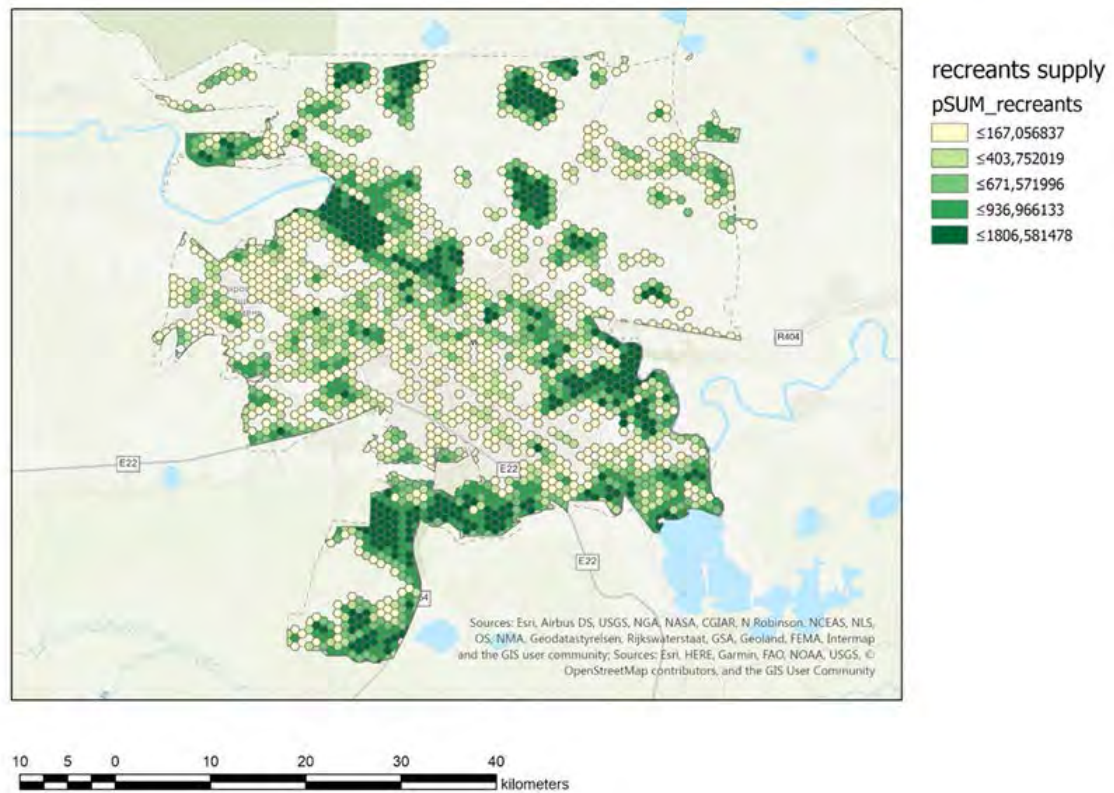 recreants supply
pSUM_recreants
≤167,056837
≤403,752019
≤671,571996
≤936,966133
≤1806,581478
R404
E22
E22
E22
Sources: Esri, Airbus DS, USGS, NGA, NASA, CGIAR, N Robinson, NCEAS, NLS,
OS, NMA, Geodatastyrelsen, Rijkswaterstaat, GSA, Geoland, FEMA, Intermap
and the GIS user community; Sources: Esri, HERE, Garmin, FAO, NOAA, USGS, ©
OpenStreetMap contributors, and the GIS User Community
10 5 0 10 20 30 40
kilometers